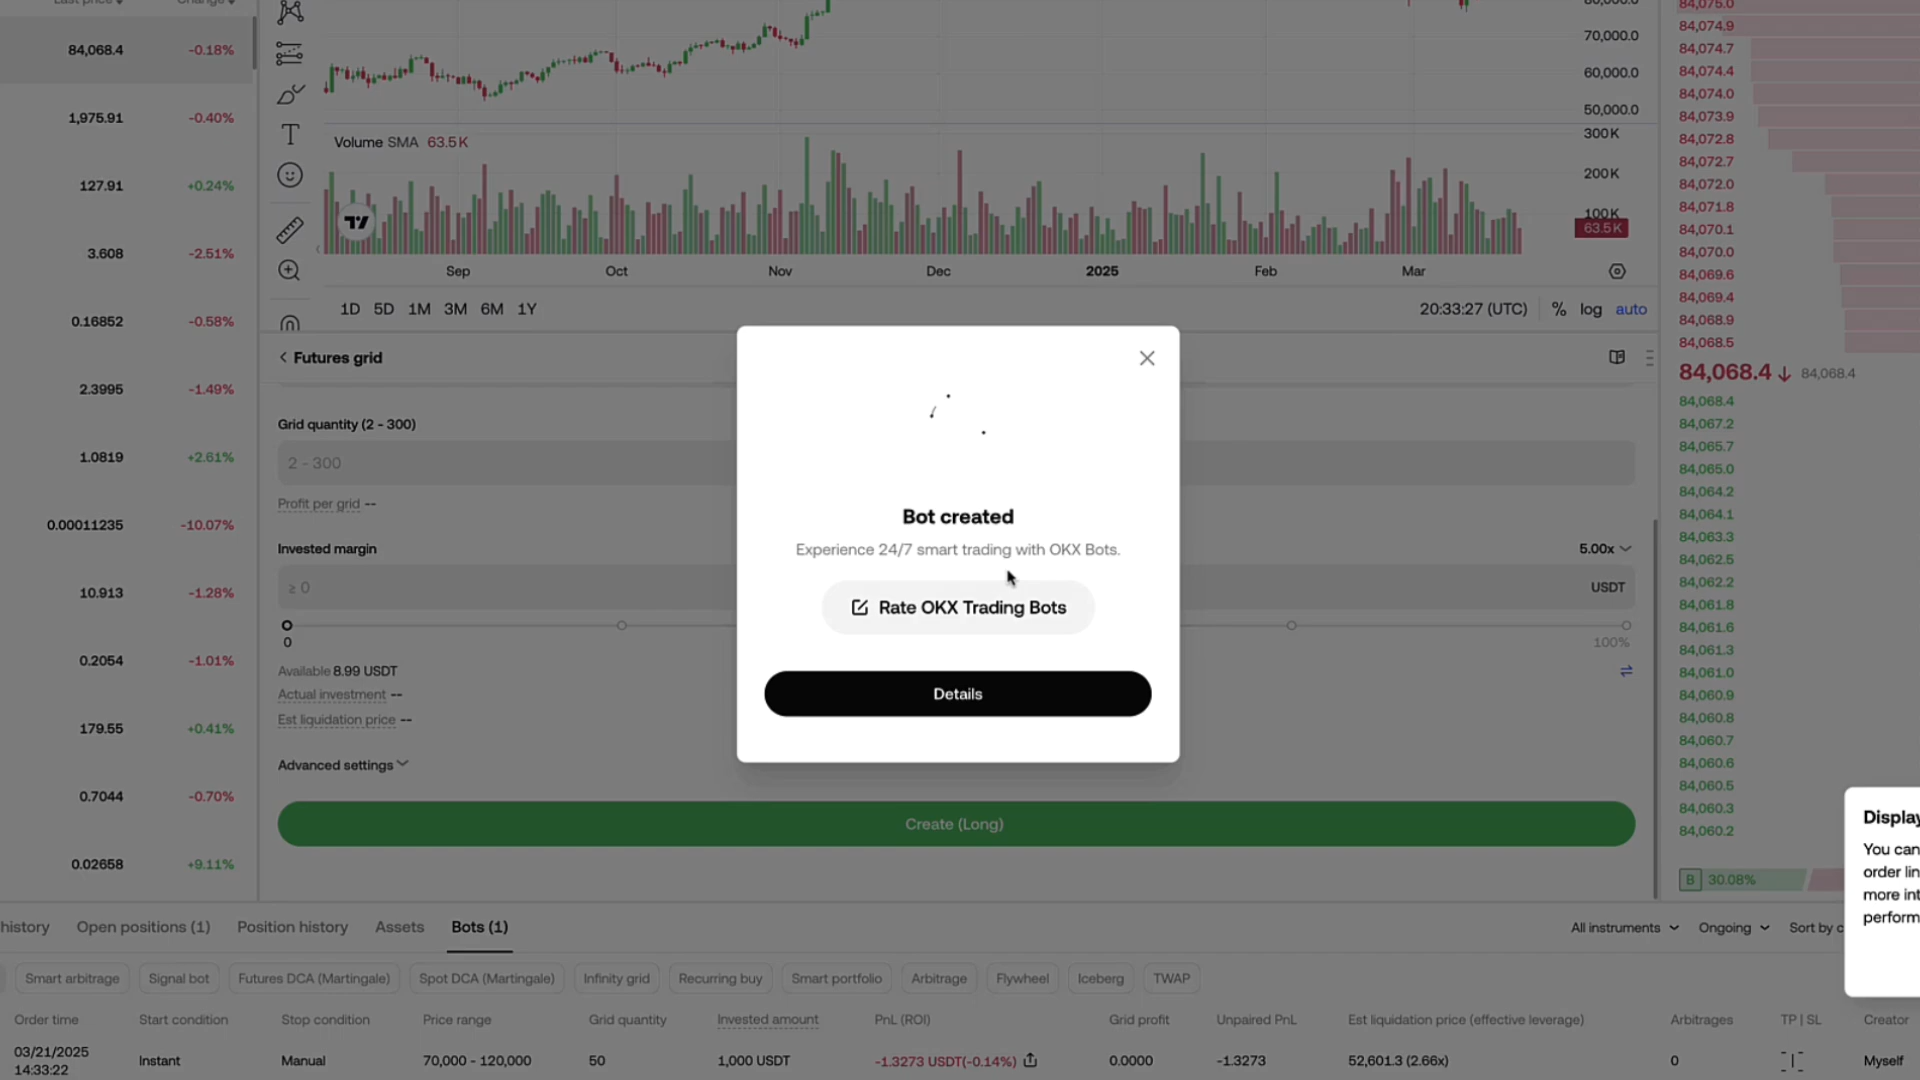 Last price Change
84,068.4 -0.18%
1,975.91 -0.40%
127.91 +0.24%
3.608 -2.51%
0.16852 -0.58%
2.3995 -1.49%
1.0819 +2.61%
0.00011235 -10.07%
10.913 -1.28%
0.2054 -1.01%
179.55 +0.41%
0.7044 -0.70%
0.02658 +9.11%
80,000.0
70,000.0
60,000.0
50,000.0
Volume SMA 63.5K
300K
200K
100K
63.5K
Sep Oct Nov Dec 2025 Feb Mar
1D 5D 1M 3M 6M 1Y
20:33:27 (UTC) % log auto
Futures grid
Grid quantity (2 - 300)
2 - 300
Profit per grid --
Invested margin
5.00x
≥ 0
USDT
0
100%
Available 8.99 USDT
Actual investment --
Est liquidation price --
Advanced settings
Create (Long)
Bot created
Experience 24/7 smart trading with OKX Bots.
Rate OKX Trading Bots
Details
84,075.0
84,074.9
84,074.7
84,074.4
84,074.0
84,073.9
84,072.8
84,072.7
84,072.0
84,071.8
84,070.1
84,070.0
84,069.6
84,069.4
84,068.9
84,068.5
84,068.4 ↓ 84,068.4
84,068.4
84,067.2
84,065.7
84,065.0
84,064.2
84,064.1
84,063.3
84,062.5
84,062.2
84,061.8
84,061.6
84,061.3
84,061.0
84,060.9
84,060.8
84,060.7
84,060.6
84,060.5
84,060.3
84,060.2
B 30.08%
Display
You can
order lin
more int
perform
history Open positions (1) Position history Assets Bots (1)
All instruments Ongoing Sort by c
Smart arbitrage Signal bot Futures DCA (Martingale) Spot DCA (Martingale) Infinity grid Recurring buy Smart portfolio Arbitrage Flywheel Iceberg TWAP
Order time Start condition Stop condition Price range Grid quantity Invested amount PnL (ROI) Grid profit Unpaired PnL Est liquidation price (effective leverage) Arbitrages TP | SL Creator
03/21/2025
14:33:22
Instant Manual 70,000 - 120,000 50 1,000 USDT -1.3273 USDT(-0.14%) 0.0000 -1.3273 52,601.3 (2.66x) 0 -- | -- Myself